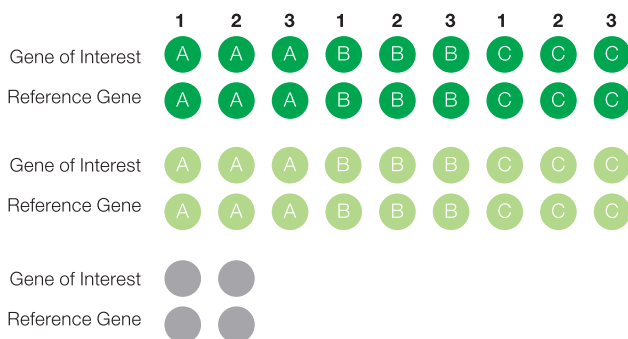 1 2 3 1 2 3 1 2 3
Gene of Interest A A A B B B C C C
Reference Gene A A A B B B C C C
Gene of Interest A A A B B B C C C
Reference Gene A A A B B B C C C
Gene of Interest
Reference Gene